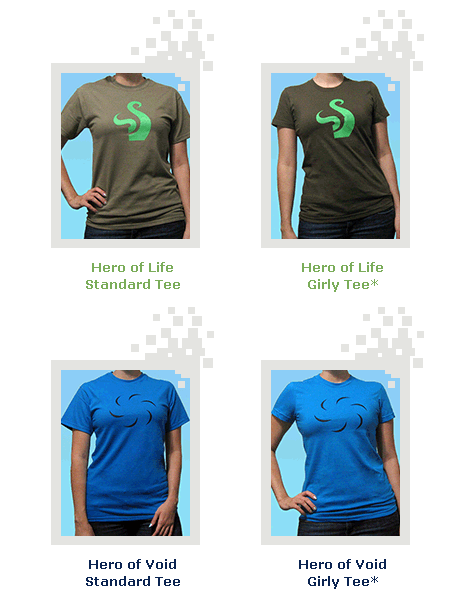 Hero of Life
Standard Tee
Hero of Life
Girly Tee*
Hero of Void
Standard Tee
Hero of Void
Girly Tee*